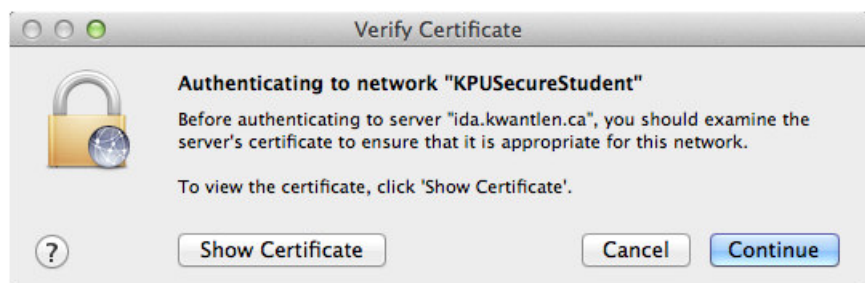 Verify Certificate
Authenticating to network "KPUSecureStudent"
Before authenticating to server "ida.kwantlen.ca", you should examine the
server's certificate to ensure that it is appropriate for this network.
To view the certificate, click 'Show Certificate'.
?
Show Certificate
Cancel
Continue